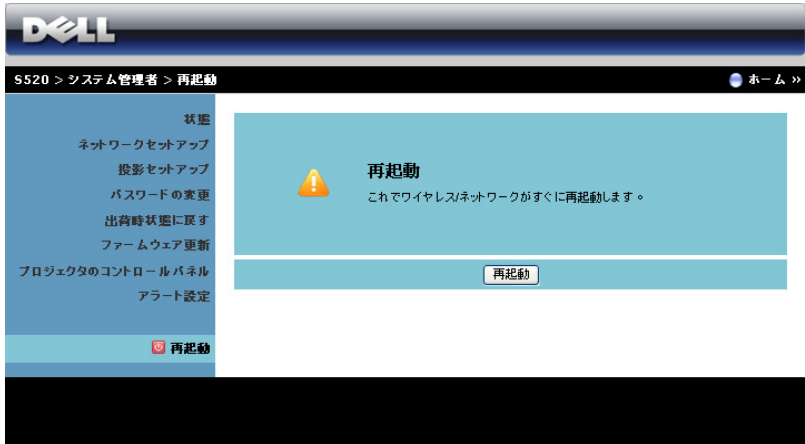 DELL
S520 > システム管理者 > 再起動
ホーム »
状態
ネットワークセットアップ
投影セットアップ
パスワードの変更
出荷時状態に戻す
ファームウェア更新
プロジェクタのコントロールパネル
アラート設定
再起動
再起動
これでワイヤレス/ネットワークがすぐに再起動します。
再起動